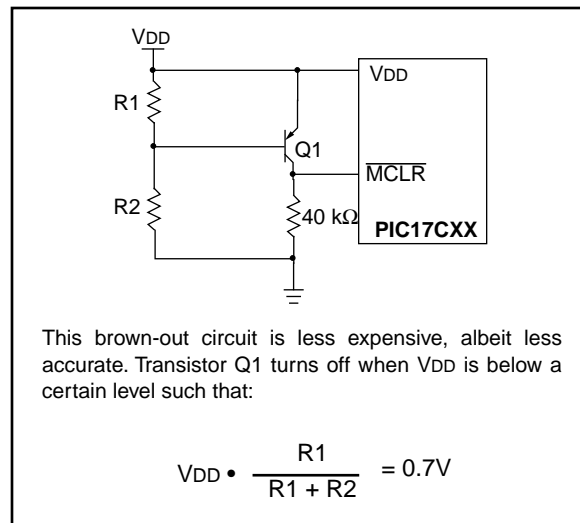 VDD
R1
VDD
Q1
MCLR
R2
40 kΩ
PIC17CXX
This brown-out circuit is less expensive, albeit less
accurate. Transistor Q1 turns off when VDD is below a
certain level such that:
VDD • R1 / R1 + R2 = 0.7V